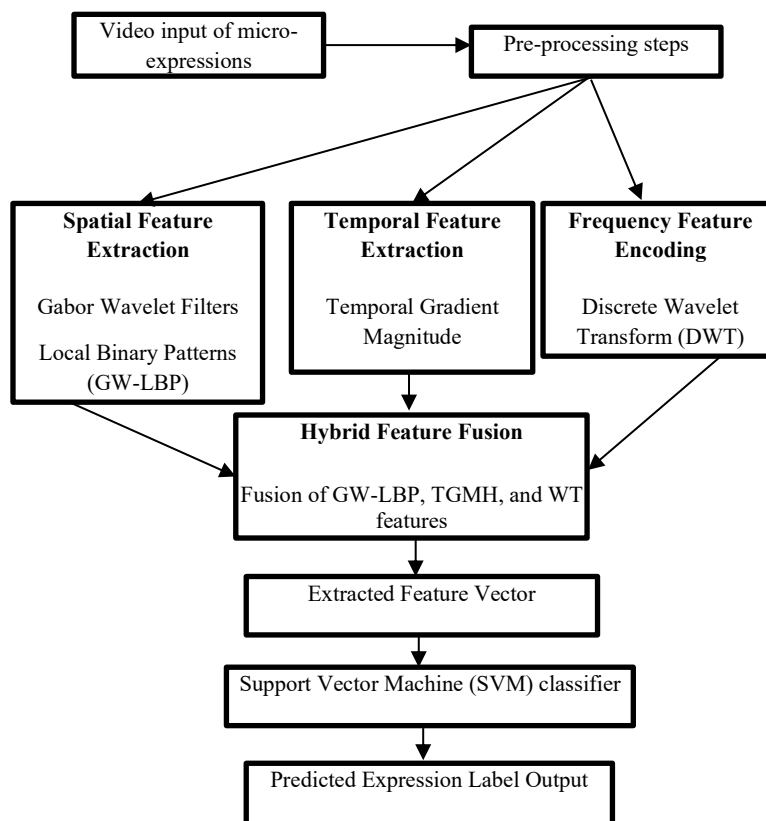 Video input of micro-
expressions
Pre-processing steps
Spatial Feature
Extraction
Gabor Wavelet Filters
Local Binary Patterns
(GW-LBP)
Temporal Feature
Extraction
Temporal Gradient
Magnitude
Frequency Feature
Encoding
Discrete Wavelet
Transform (DWT)
Hybrid Feature Fusion
Fusion of GW-LBP, TGMH, and WT
features
Extracted Feature Vector
Support Vector Machine (SVM) classifier
Predicted Expression Label Output